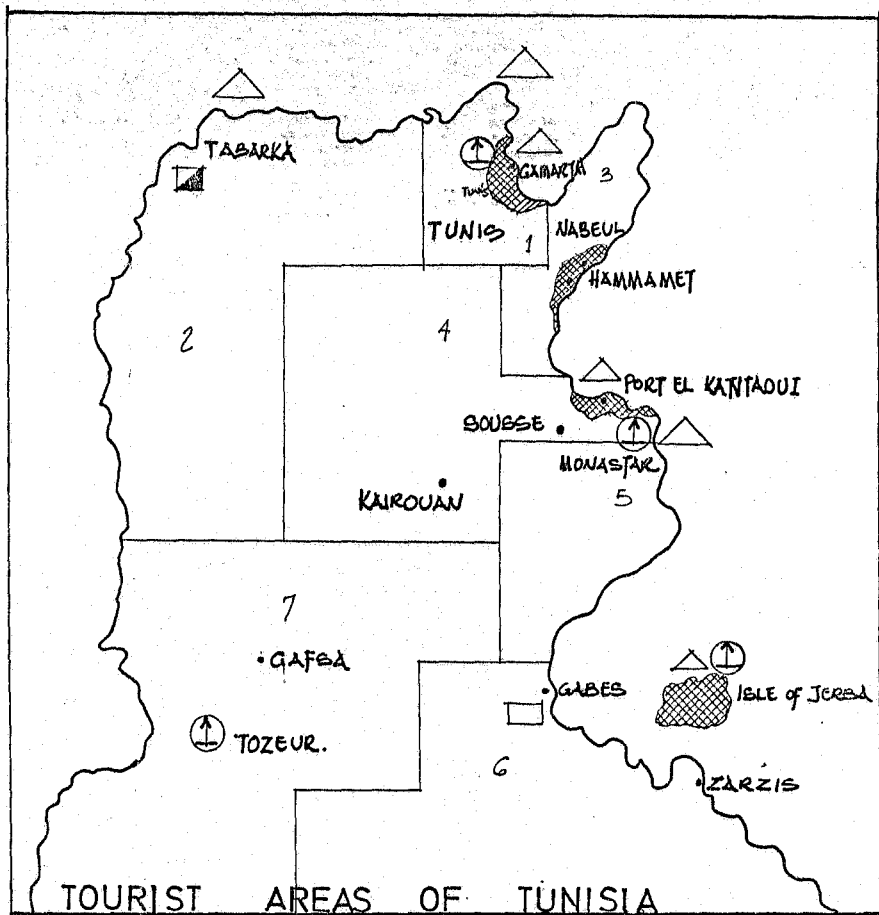 TABARKA
GAMARTH
TUNIS
3
TUNIS
1
NABEUL
HAMMAMET
2
4
PORT EL KANTAOUI
SOUSSE
MONASTAR
KAIROUAN
5
7
GAFSA
GABES
ISLE of JERBA
TOZEUR.
6
ZARZIS
TOURIST AREAS OF TUNISIA